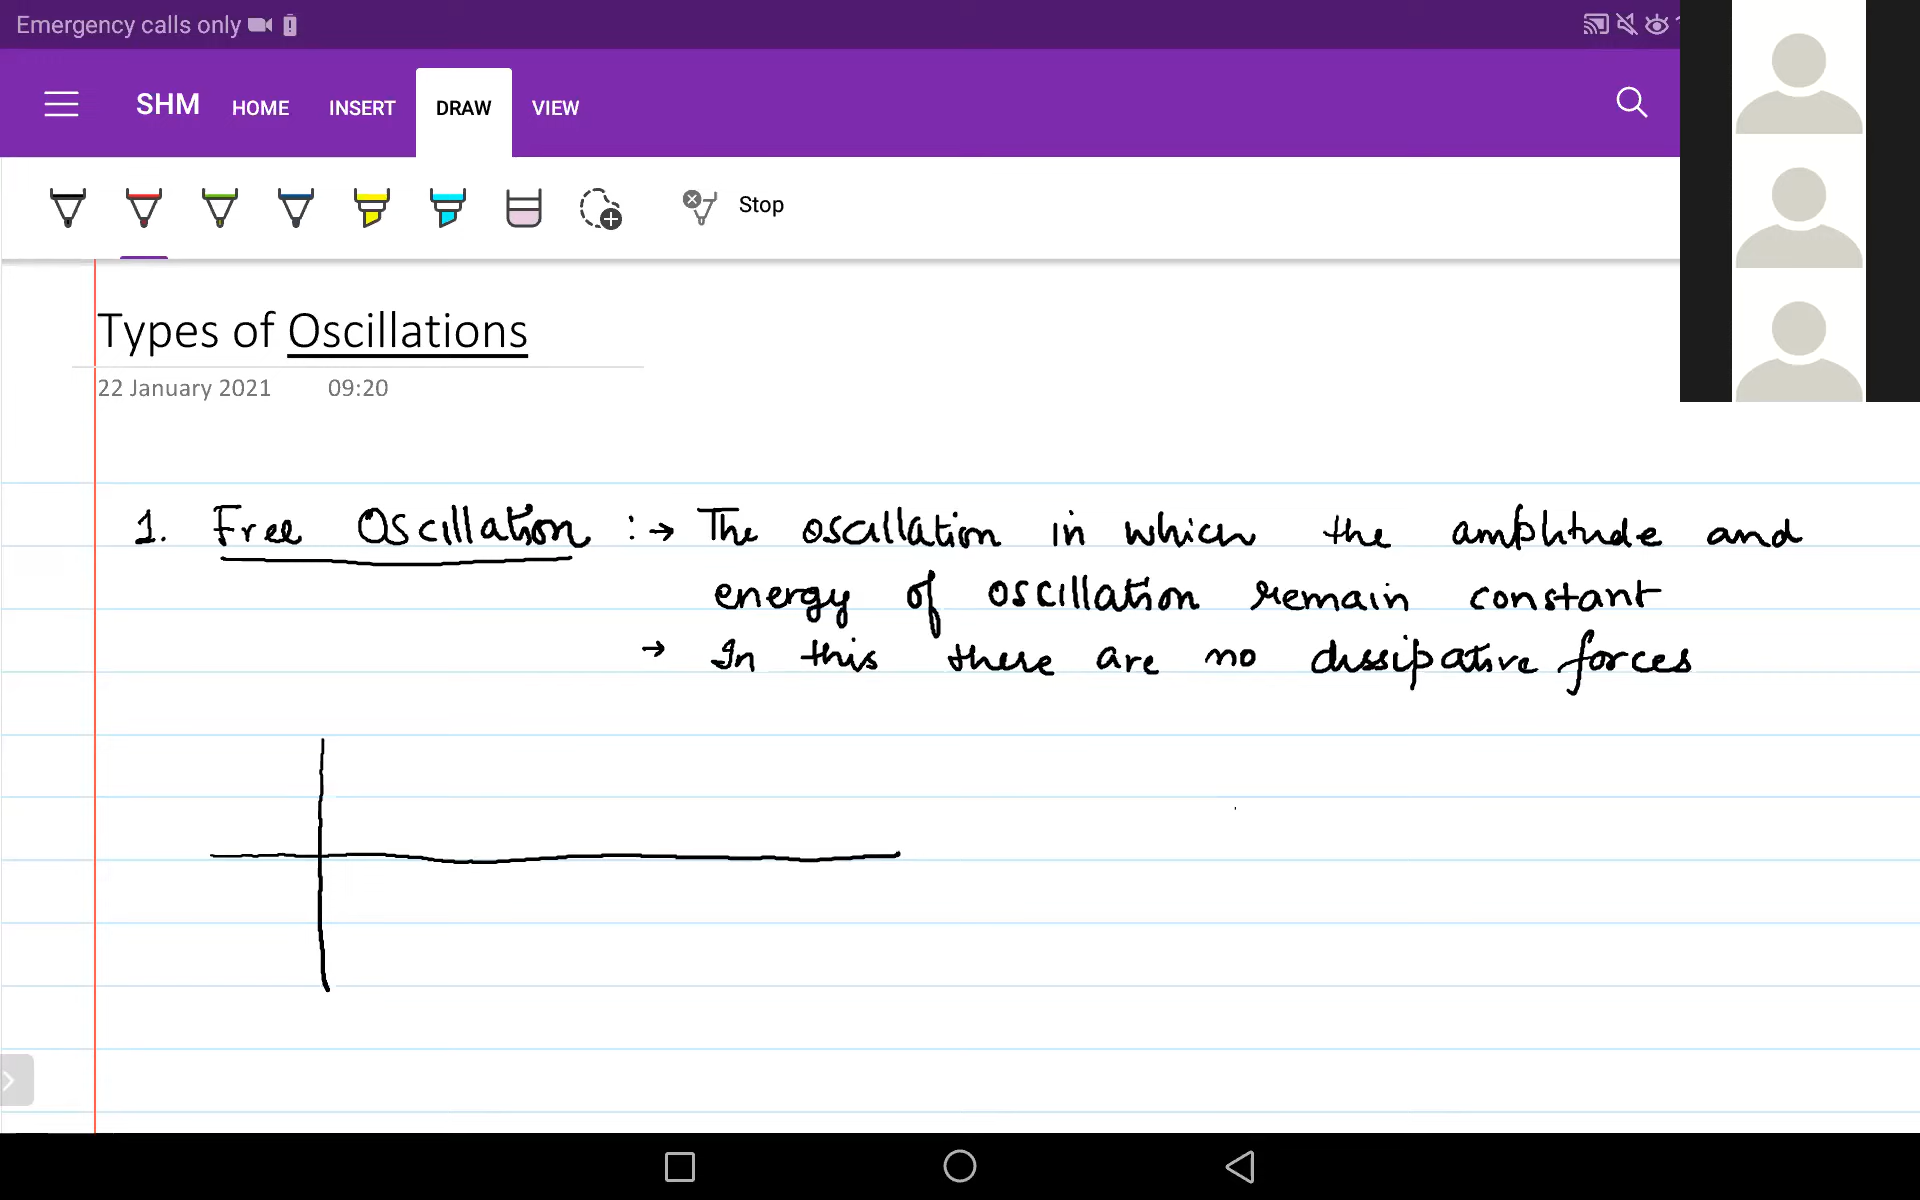 Emergency calls only
SHM HOME INSERT DRAW VIEW
Stop
Types of Oscillations
22 January 2021 09:20
1. Free Oscillation :→ The oscillation in which the amplitude and
energy of oscillation remain constant
→ In this there are no dissipative forces